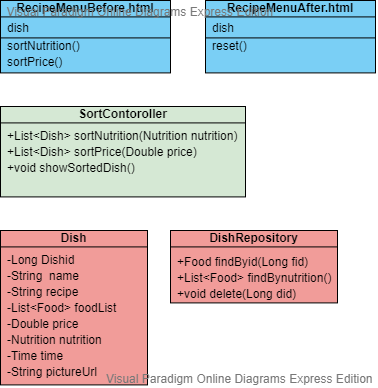 RecipeMenuBefore.html
dish
sortNutrition()
sortPrice()
RecipeMenuAfter.html
dish
reset()
Visual Paradigm Online Diagrams Express Edition
SortContoroller
+List<Dish> sortNutrition(Nutrition nutrition)
+List<Dish> sortPrice(Double price)
+void showSortedDish()
Dish
-Long Dishid
-String  name
-String recipe
-List<Food> foodList
-Double price
-Nutrition nutrition
-Time time
-String pictureUrl
DishRepository
+Food findByid(Long fid)
+List<Food> findBynutrition()
+void delete(Long did)
Visual Paradigm Online Diagrams Express Edition